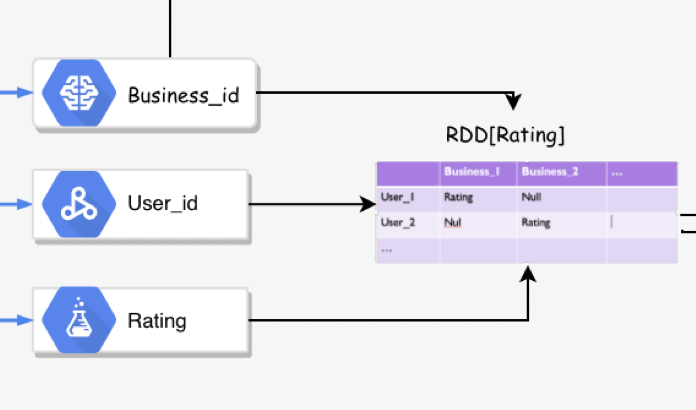 Business_id
RDD[Rating]
Business_1 Business_2 ...
User_id
User_1 Rating Null
User_2 Nul Rating
...
Rating